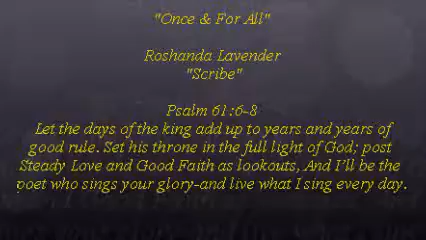 "Once & For All"
Roshanda Lavender
"Scribe"
Psalm 61:6-8
Let the days of the king add up to years and years of
good rule. Set his throne in the full light of God; post
Steady Love and Good Faith as lookouts, And I'll be the
poet who sings your glory-and live what I sing every day.